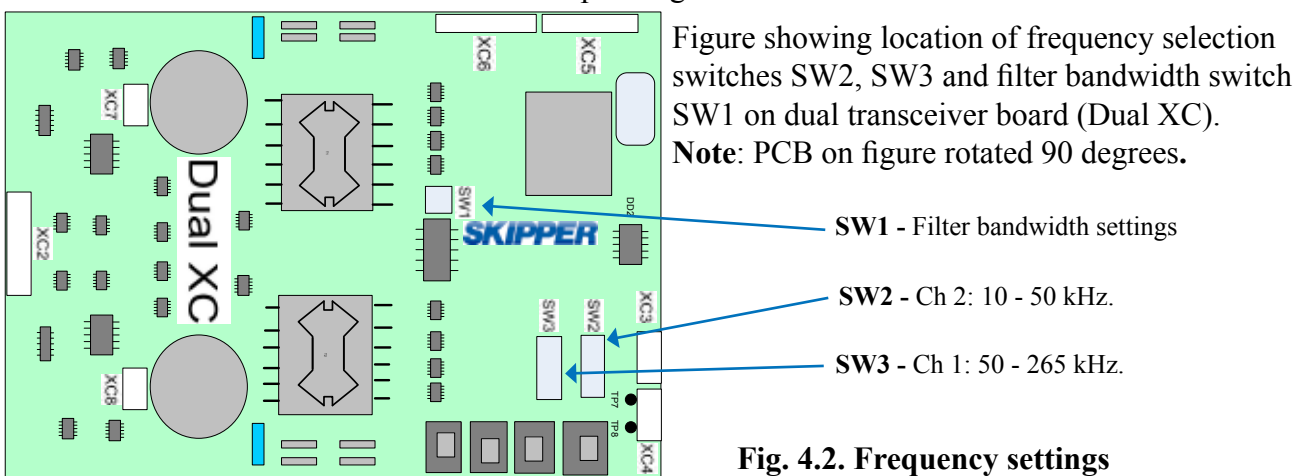 Figure showing location of frequency selection
switches SW2, SW3 and filter bandwidth switch
SW1 on dual transceiver board (Dual XC).
Note: PCB on figure rotated 90 degrees.
XC6
XC5
XC7
Dual XC
XC2
XC8
SW1
SKIPPER
DD2
SW3
SW2
XC3
TP7
TP8
XC4
SW1 - Filter bandwidth settings
SW2 - Ch 2: 10 - 50 kHz.
SW3 - Ch 1: 50 - 265 kHz.
Fig. 4.2. Frequency settings